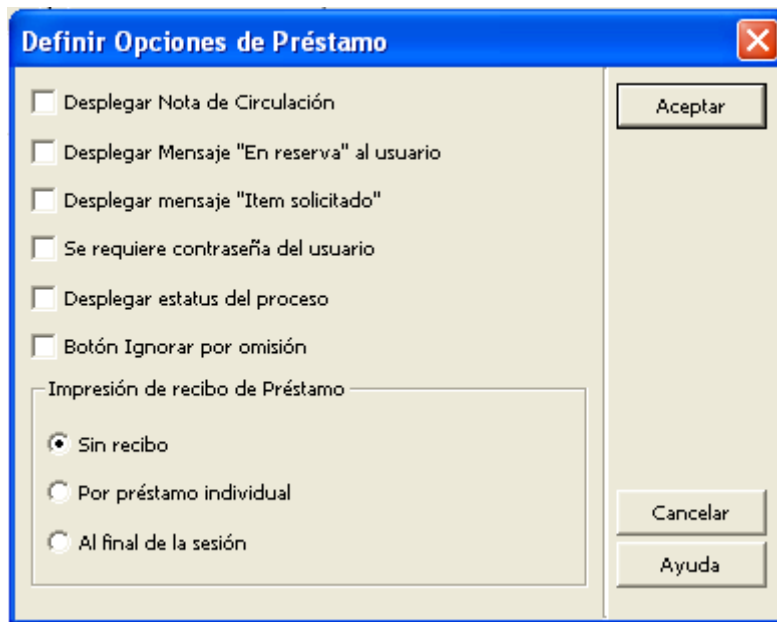 Definir Opciones de Préstamo
Desplegar Nota de Circulación
Desplegar Mensaje "En reserva" al usuario
Desplegar mensaje "Item solicitado"
Se requiere contraseña del usuario
Desplegar estatus del proceso
Botón Ignorar por omisión
Impresión de recibo de Préstamo
Sin recibo
Por préstamo individual
Al final de la sesión
Aceptar
Cancelar
Ayuda